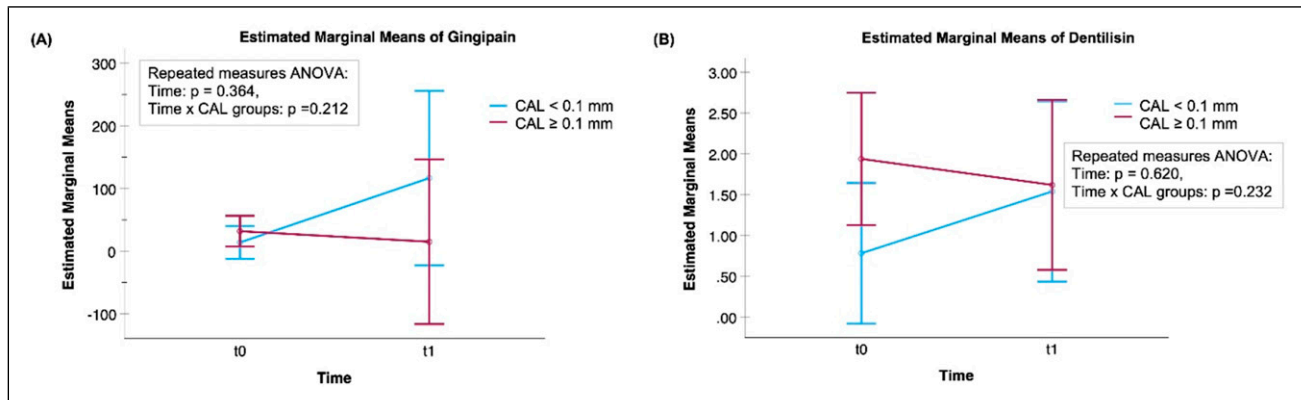 (A)
Estimated Marginal Means of Gingipain
Repeated measures ANOVA:
Time: p = 0.364,
Time x CAL groups: p =0.212
CAL < 0.1 mm
CAL ≥ 0.1 mm
Estimated Marginal Means
300
200
100
0
-100
t0
t1
Time
(B)
Estimated Marginal Means of Dentilisin
CAL < 0.1 mm
CAL ≥ 0.1 mm
Repeated measures ANOVA:
Time: p = 0.620,
Time x CAL groups: p =0.232
Estimated Marginal Means
3.00
2.00
1.50
1.00
.50
.00
t0
t1
Time